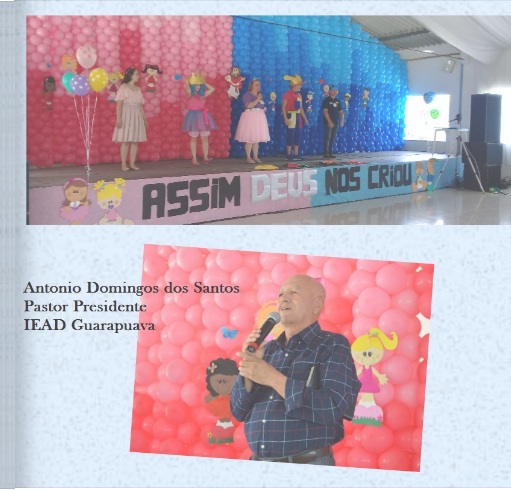 ASSIM DEUS NOS CRIOU
Antonio Domingos dos Santos
Pastor Presidente
IEAD Guarapuava